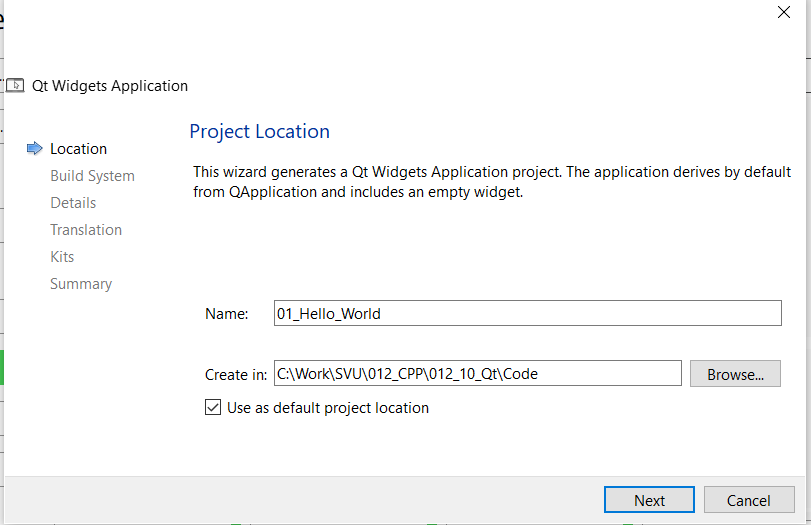 Qt Widgets Application
Location
Build System
Details
Translation
Kits
Summary
Project Location
This wizard generates a Qt Widgets Application project. The application derives by default
from QApplication and includes an empty widget.
Name: 01_Hello_World
Create in: C:\Work\SVU\012_CPP\012_10_Qt\Code Browse...
Use as default project location
Next Cancel